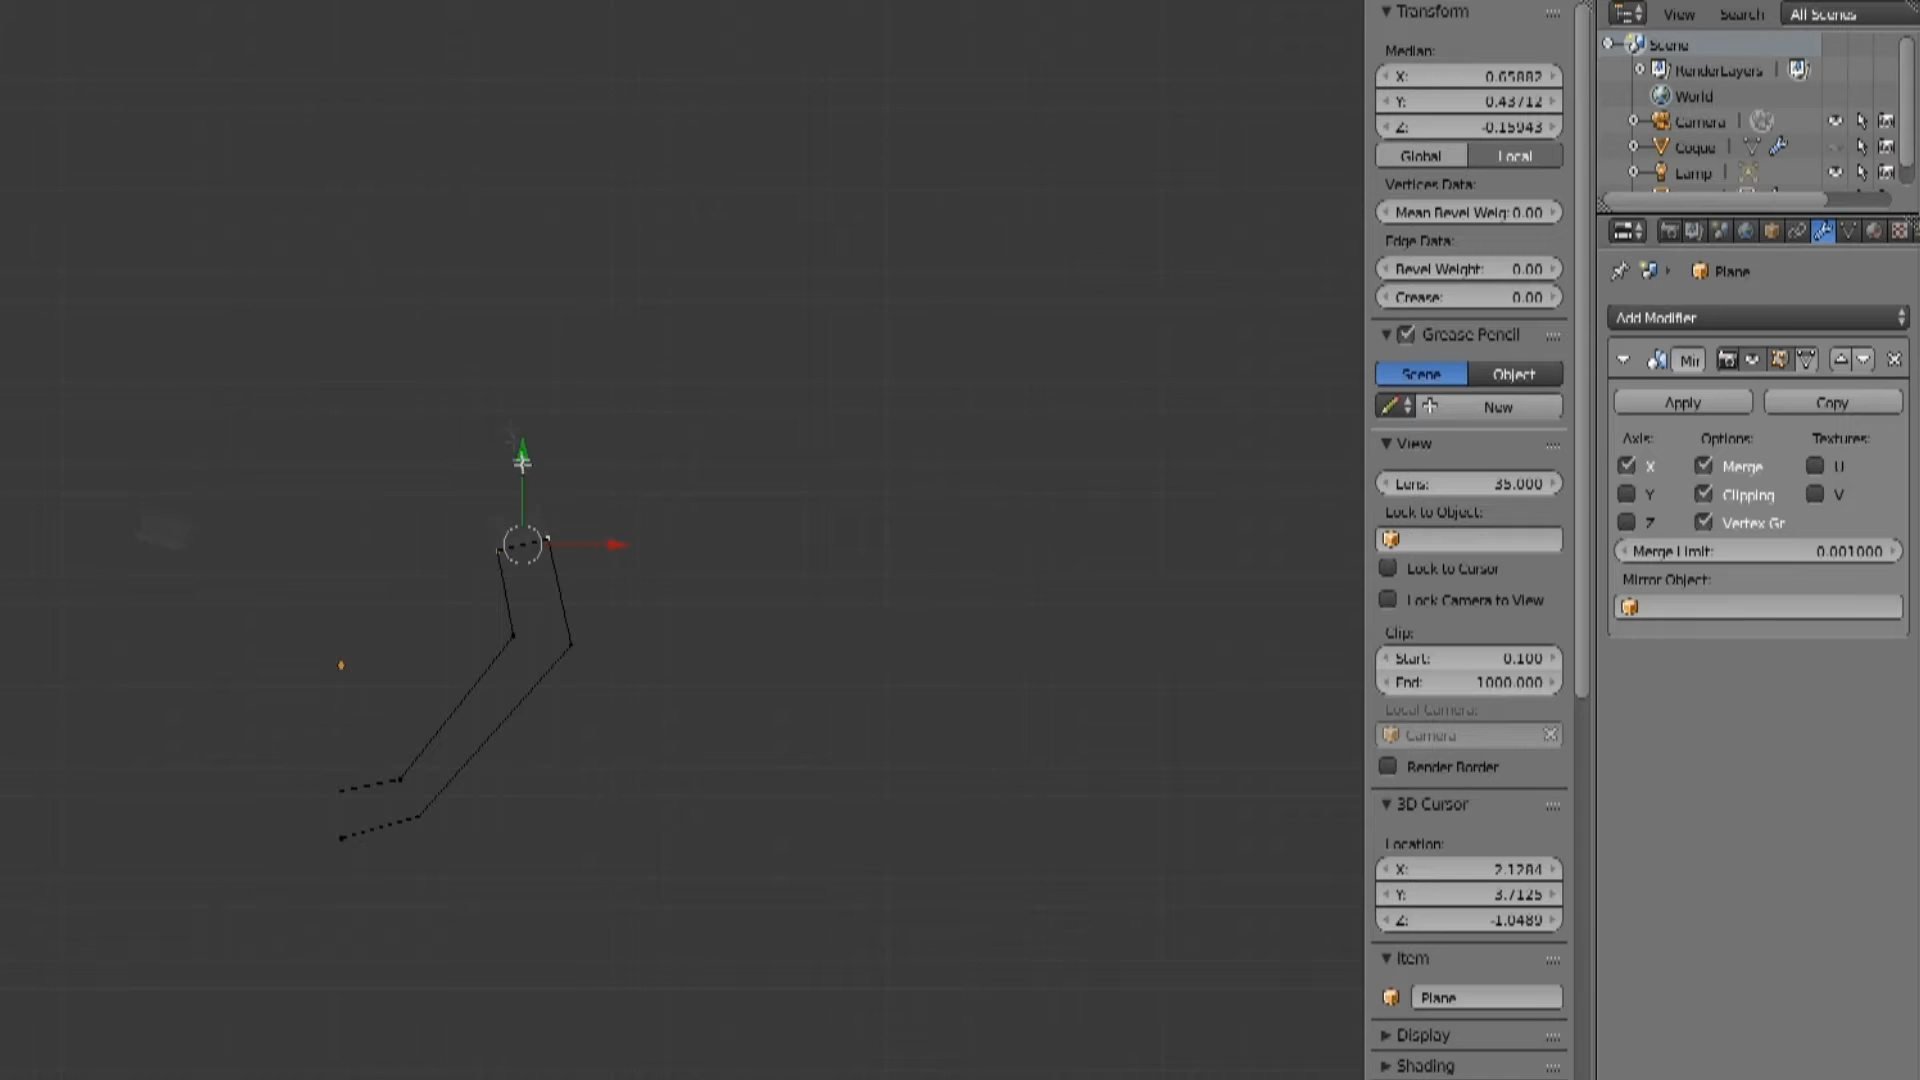 Transform
Median:
X: 0.65882
Y: 0.43712
Z: -0.15943
Global Local
Vertices Data:
Mean Bevel Weig: 0.00
Edge Data:
Bevel Weight: 0.00
Crease: 0.00
Grease Pencil
Scene Object
New
View
Lens: 35.000
Lock to Object:
Lock to Cursor
Lock Camera to View
Clip:
Start: 0.100
End: 1000.000
Local Camera:
Camera
Render Border
3D Cursor
Location:
X: 2.1284
Y: 3.7125
Z: -1.0489
Item
Plane
Display
Shading
View Search All Scenes
Scene
RenderLayers
World
Camera
Coque
Lamp
Plane
Add Modifier
Mir
Apply Copy
Axis: Options: Textures:
X Merge U
Y Clipping V
Z Vertex Gr
Merge Limit: 0.001000
Mirror Object: